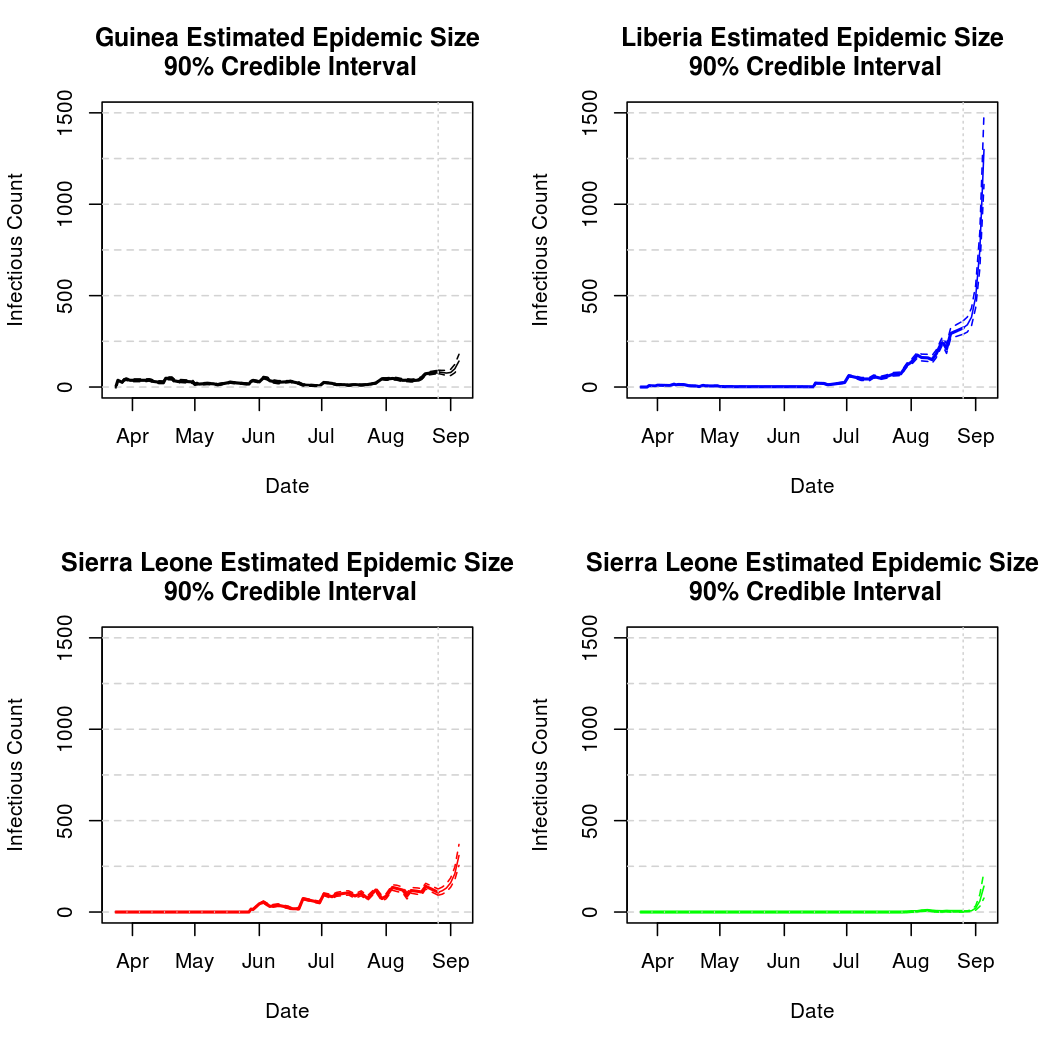 Guinea Estimated Epidemic Size
90% Credible Interval
Infectious Count
1500
1000
500
0
Apr May Jun Jul Aug Sep
Date
Liberia Estimated Epidemic Size
90% Credible Interval
Infectious Count
1500
1000
500
0
Apr May Jun Jul Aug Sep
Date
Sierra Leone Estimated Epidemic Size
90% Credible Interval
Infectious Count
1500
1000
500
0
Apr May Jun Jul Aug Sep
Date
Sierra Leone Estimated Epidemic Size
90% Credible Interval
Infectious Count
1500
1000
500
0
Apr May Jun Jul Aug Sep
Date